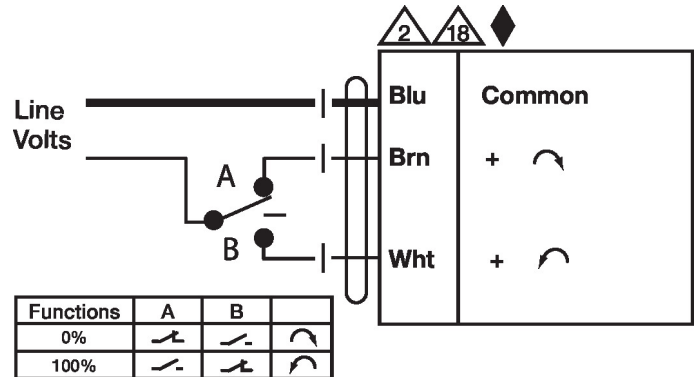 2 18
Line
Volts
Blu Common
Brn +
A
B
Wht +
Functions A B
0%
100%